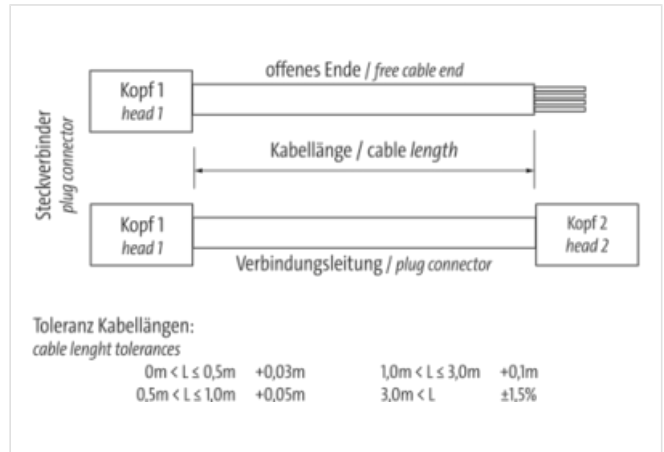 offenes Ende / free cable end
Kopf 1
head 1
Steckverbinder
plug connector
Kabellänge / cable length
Kopf 1
head 1
Kopf 2
head 2
Verbindungsleitung / plug connector
Toleranz Kabellängen:
cable lenght tolerances
0m < L ≤ 0,5m +0,03m 1,0m < L ≤ 3,0m +0,1m
0,5m < L ≤ 1,0m +0,05m 3,0m < L ±1,5%